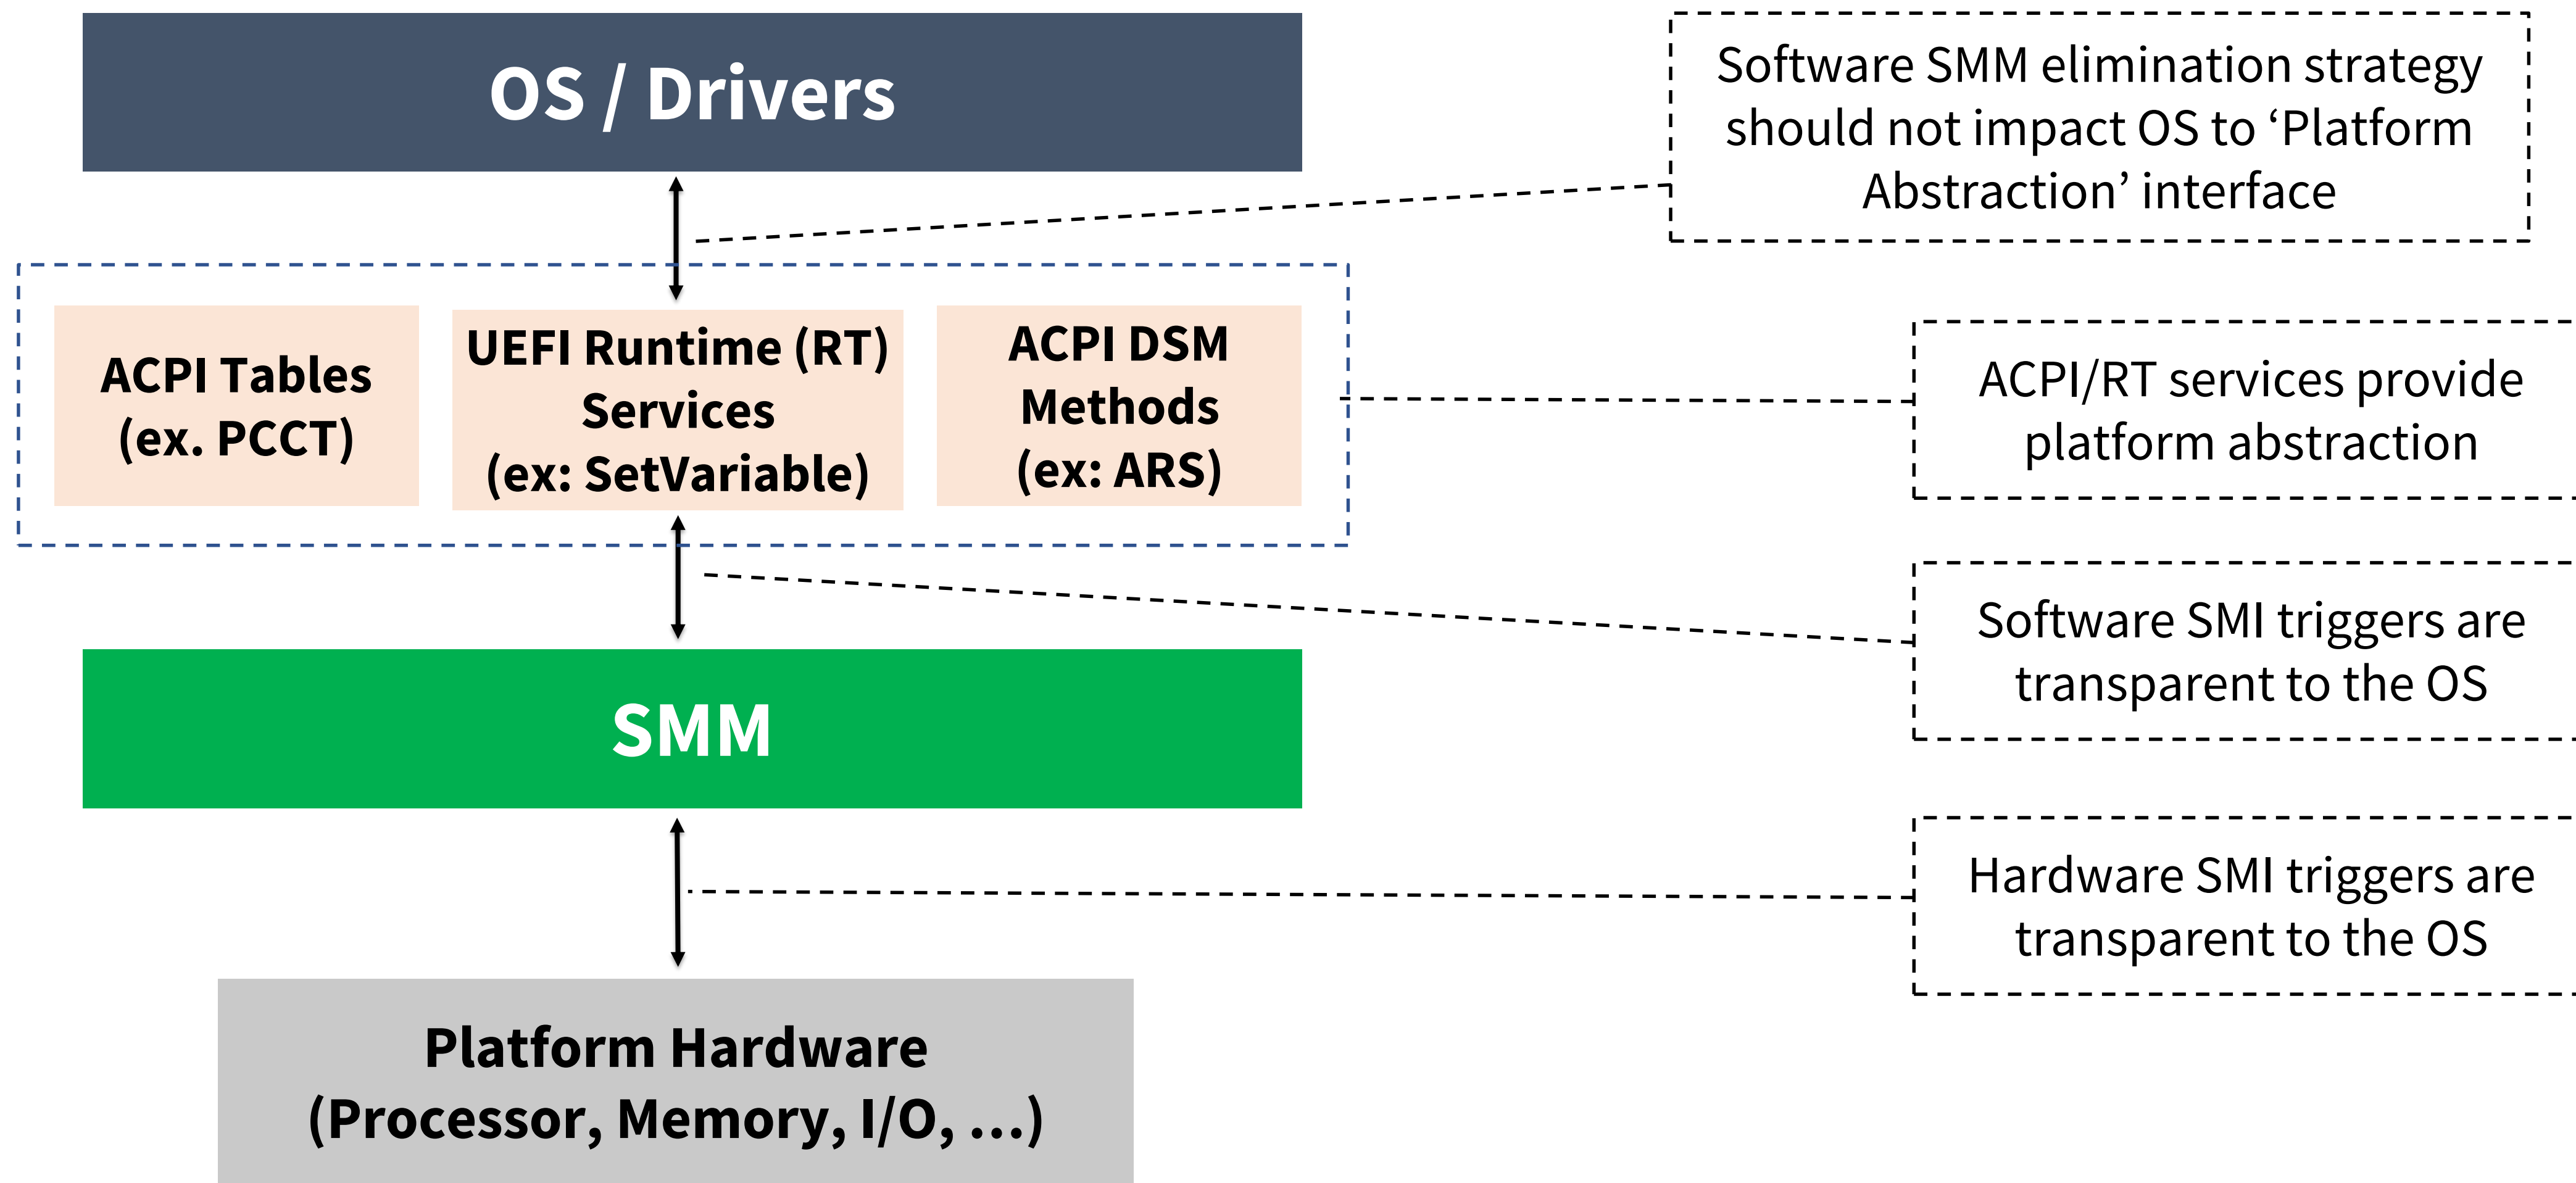 OS / Drivers
Software SMM elimination strategy
should not impact OS to ‘Platform
Abstraction’ interface
ACPI Tables
(ex. PCCT)
UEFI Runtime (RT)
Services
(ex: SetVariable)
ACPI DSM
Methods
(ex: ARS)
ACPI/RT services provide
platform abstraction
Software SMI triggers are
transparent to the OS
SMM
Hardware SMI triggers are
transparent to the OS
Platform Hardware
(Processor, Memory, I/O, …)